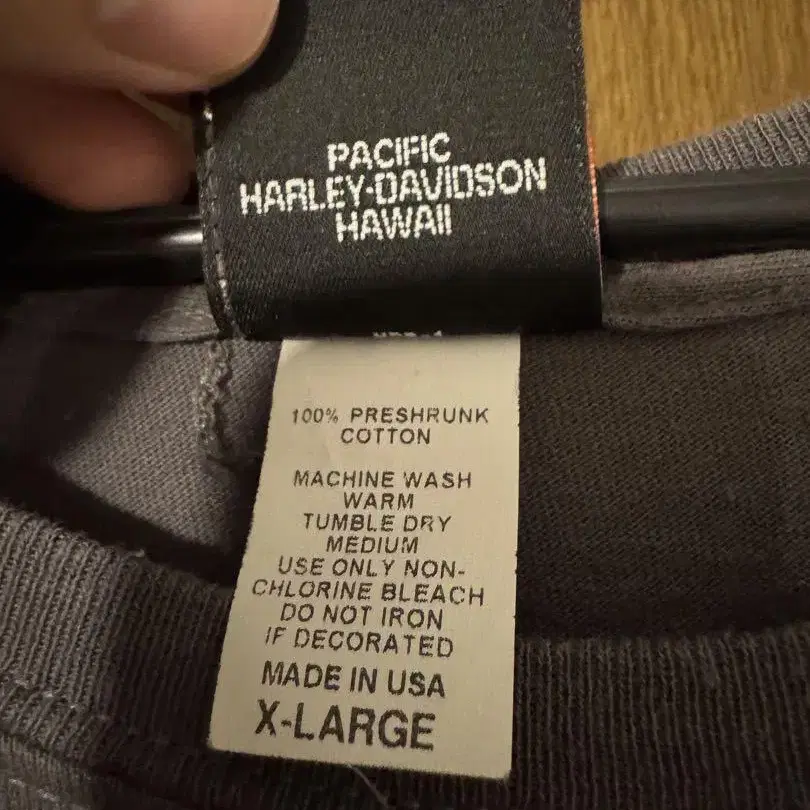 PACIFIC
HARLEY-DAVIDSON
HAWAII
100% PRESHRUNK
COTTON
MACHINE WASH
WARM
TUMBLE DRY
MEDIUM
USE ONLY NON-
CHLORINE BLEACH
DO NOT IRON
IF DECORATED
MADE IN USA
X-LARGE